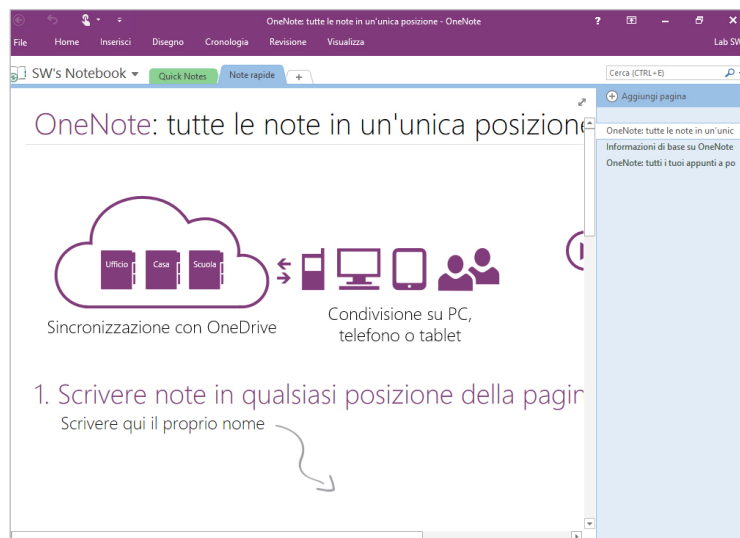 OneNote: tutte le note in un'unica posizione - OneNote
?
File Home Inserisci Disegno Cronologia Revisione Visualizza
Lab SW
SW's Notebook
Quick Notes
Note rapide
+
Cerca (CTRL+E)
Aggiungi pagina
OneNote: tutte le note in un'unic
Informazioni di base su OneNote
OneNote: tutti i tuoi appunti a po
OneNote: tutte le note in un'unica posizione
Ufficio Casa Scuola
Sincronizzazione con OneDrive
Condivisione su PC,
telefono o tablet
1. Scrivere note in qualsiasi posizione della pagin
Scrivere qui il proprio nome